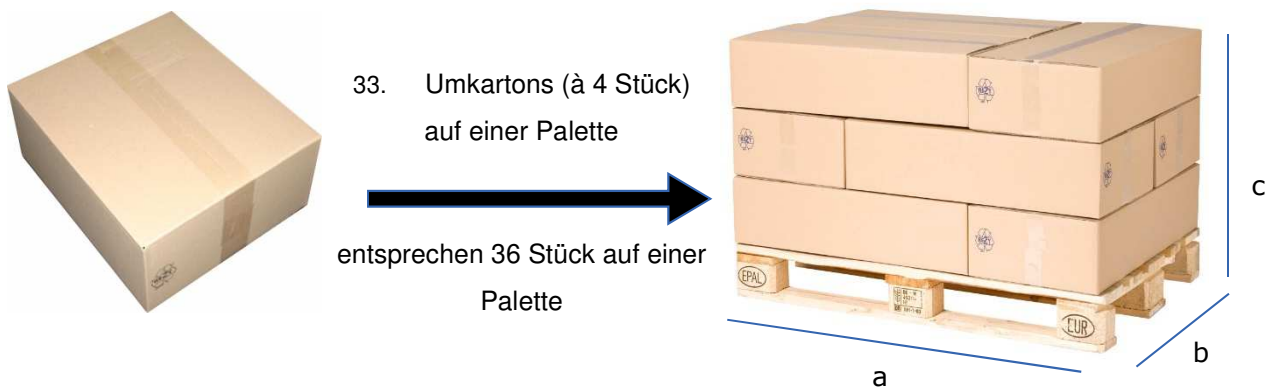 33. Umkartons (à 4 Stück)
auf einer Palette
entsprechen 36 Stück auf einer
Palette
EPAL
EUR
a
b
c